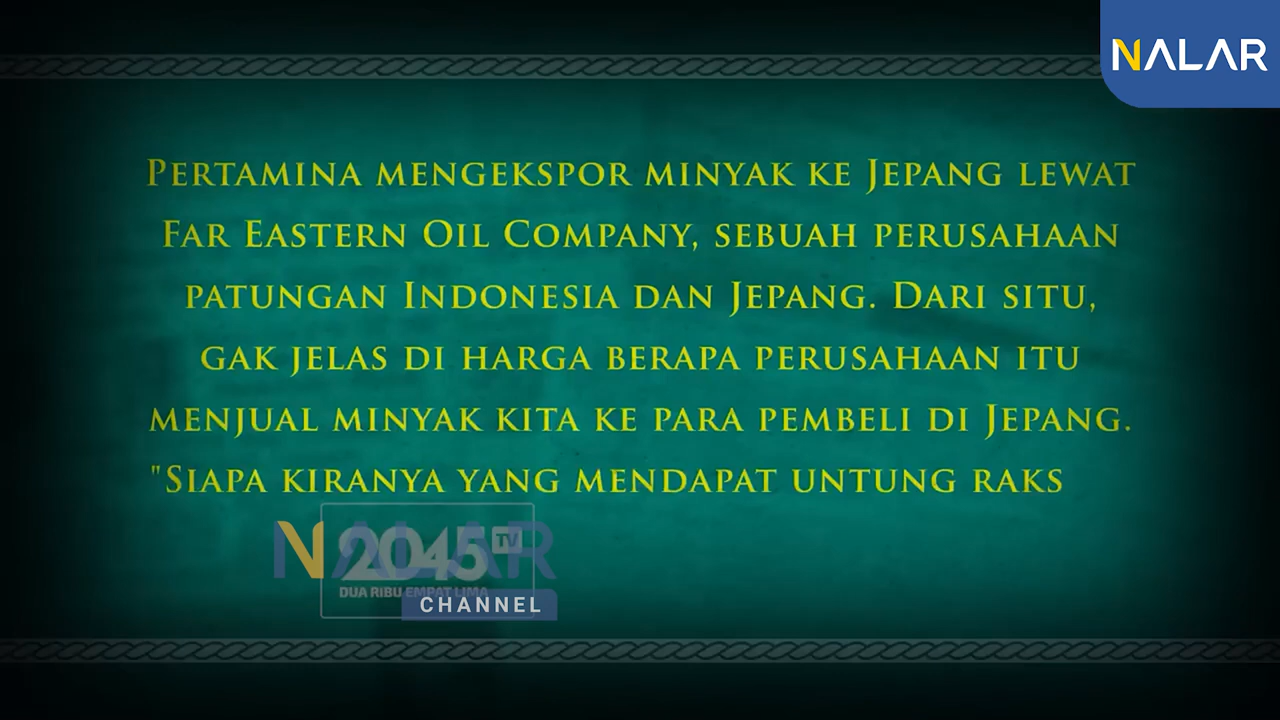 NALAR
Pertamina mengekspor minyak ke Jepang lewat
Far Eastern Oil Company, sebuah perusahaan
patungan Indonesia dan Jepang. Dari situ,
gak jelas di harga berapa perusahaan itu
menjual minyak kita ke para pembeli di Jepang.
"Siapa kiranya yang mendapat untung raks
NALAR
2045 TV
DUA RIBU EMPAT LIMA
CHANNEL